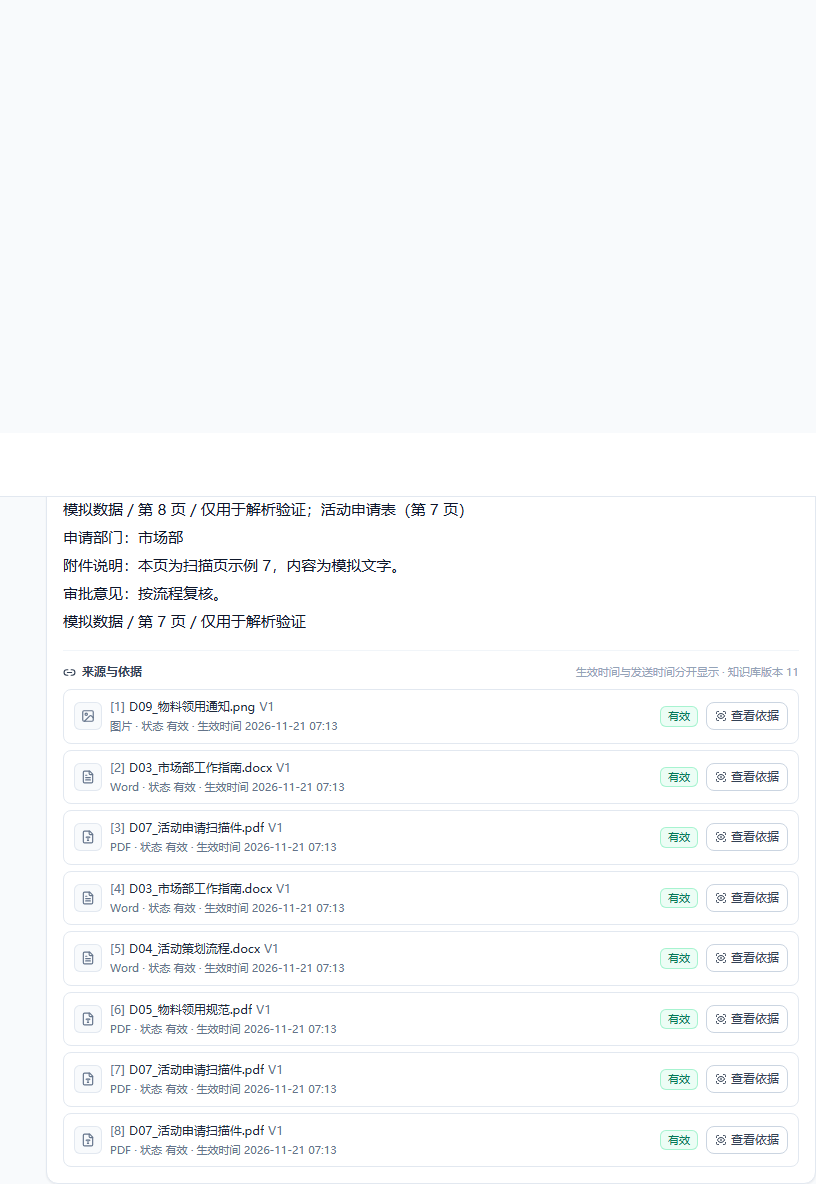 模拟数据 / 第 8 页 / 仅用于解析验证；活动申请表（第 7 页）
申请部门：市场部
附件说明：本页为扫描页示例 7，内容为模拟文字。
审批意见：按流程复核。
模拟数据 / 第 7 页 / 仅用于解析验证
来源与依据 生效时间与发送时间分开显示 · 知识库版本 11
[1] D09_物料领用通知.png V1
图片 · 状态 有效 · 生效时间 2026-11-21 07:13
有效 查看依据
[2] D03_市场部工作指南.docx V1
Word · 状态 有效 · 生效时间 2026-11-21 07:13
有效 查看依据
[3] D07_活动申请扫描件.pdf V1
PDF · 状态 有效 · 生效时间 2026-11-21 07:13
有效 查看依据
[4] D03_市场部工作指南.docx V1
Word · 状态 有效 · 生效时间 2026-11-21 07:13
有效 查看依据
[5] D04_活动策划流程.docx V1
Word · 状态 有效 · 生效时间 2026-11-21 07:13
有效 查看依据
[6] D05_物料领用规范.pdf V1
PDF · 状态 有效 · 生效时间 2026-11-21 07:13
有效 查看依据
[7] D07_活动申请扫描件.pdf V1
PDF · 状态 有效 · 生效时间 2026-11-21 07:13
有效 查看依据
[8] D07_活动申请扫描件.pdf V1
PDF · 状态 有效 · 生效时间 2026-11-21 07:13
有效 查看依据